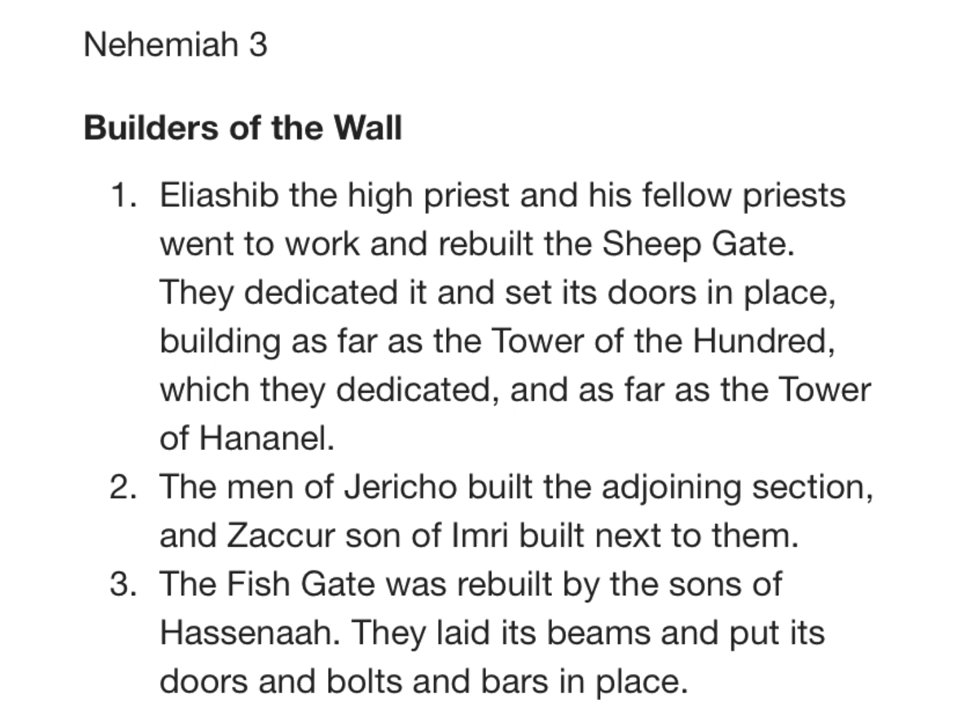 Nehemiah 3
Builders of the Wall
1. Eliashib the high priest and his fellow priests
went to work and rebuilt the Sheep Gate.
They dedicated it and set its doors in place,
building as far as the Tower of the Hundred,
which they dedicated, and as far as the Tower
of Hananel.
2. The men of Jericho built the adjoining section,
and Zaccur son of Imri built next to them.
3. The Fish Gate was rebuilt by the sons of
Hassenaah. They laid its beams and put its
doors and bolts and bars in place.